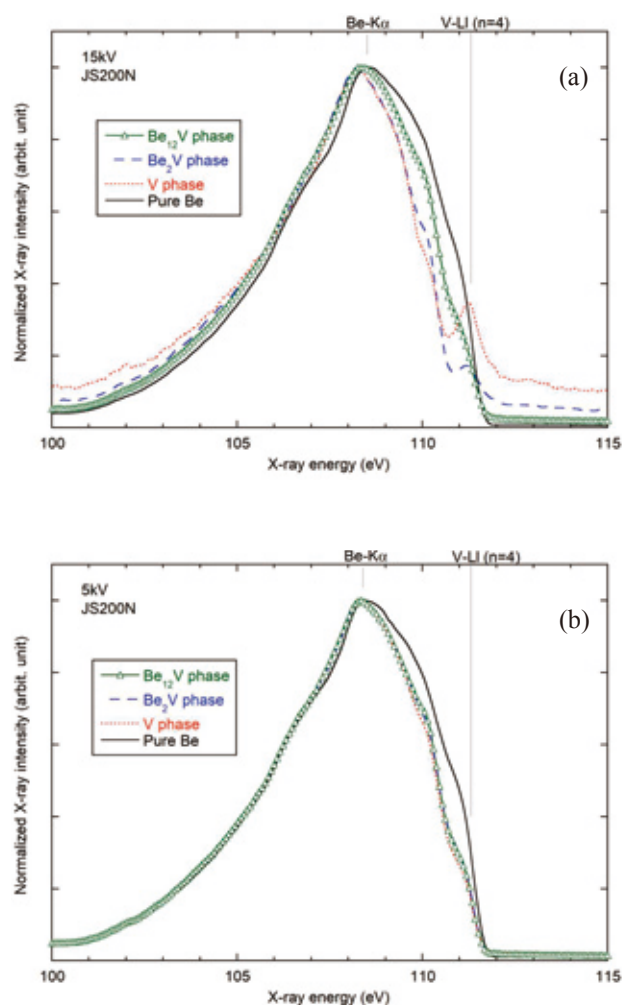 Be-Kα V-Ll (n=4)
15kV
JS200N
(a)
Be12V phase
Be2V phase
V phase
Pure Be
Normalized X-ray intensity (arbit. unit)
100 105 110 115
X-ray energy (eV)
Be-Kα V-Ll (n=4)
5kV
JS200N
(b)
Be12V phase
Be2V phase
V phase
Pure Be
Normalized X-ray intensity (arbit. unit)
100 105 110 115
X-ray energy (eV)